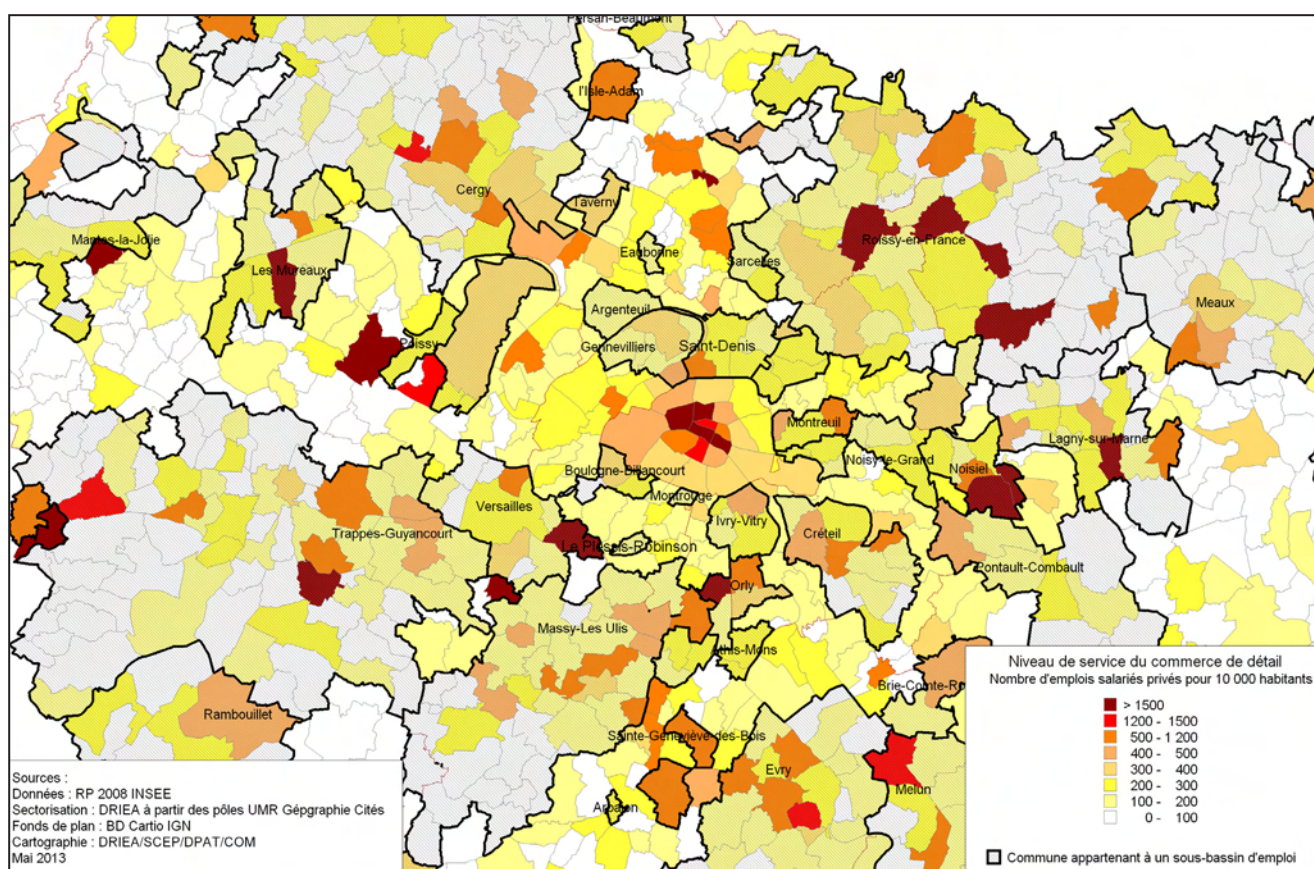 Persan-Beaumont
l'Isle-Adam
Cergy
Taverny
Mantes-la-Jolie
Les Mureaux
Eaubonne
Sarcelles
Roissy-en-France
Meaux
Argenteuil
Poissy
Gennevilliers
Saint-Denis
Montreuil
Lagny-sur-Marne
Boulogne-Billancourt
Noisy-le-Grand
Noisiel
Versailles
Montrouge
Trappes-Guyancourt
Ivry-Vitry
Créteil
Le Plessis-Robinson
Pontault-Combault
Orly
Massy-Les Ulis
Athis-Mons
Brie-Comte-Ro
Rambouillet
Sainte-Geneviève-des-Bois
Evry
Melun
Arpajon
Niveau de service du commerce de détail
Nombre d'emplois salariés privés pour 10 000 habitants
> 1500
1200 - 1500
500 - 1 200
400 - 500
300 - 400
200 - 300
100 - 200
0 - 100
Commune appartenant à un sous-bassin d'emploi
Sources :
Données : RP 2008 INSEE
Sectorisation : DRIEA à partir des pôles UMR Gépgraphie Cités
Fonds de plan : BD Cartio IGN
Cartographie : DRIEA/SCEP/DPAT/COM
Mai 2013